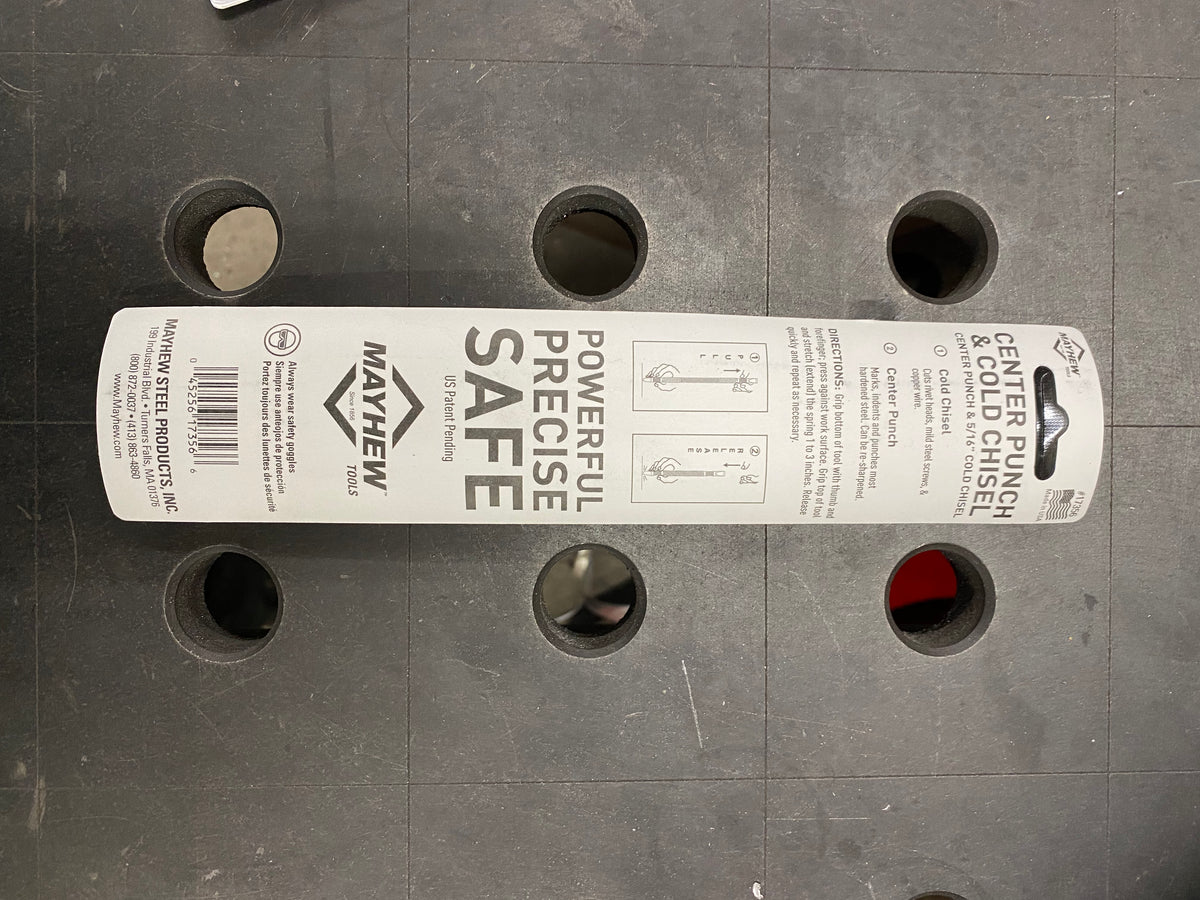 MAYHEW
#17356
Made in USA
CENTER PUNCH
& COLD CHISEL
CENTER PUNCH & 5/16" COLD CHISEL
1 Cold Chisel
Cuts rivet heads, mild steel screws, &
copper wire.
2 Center Punch
Marks, indents and punches most
hardened steel. Can be re-sharpened.
DIRECTIONS: Grip bottom of tool with thumb and
forefinger; press against work surface. Grip top of tool
and stretch (extend) the spring 1 to 3 inches. Release
quickly and repeat as necessary.
1
PULL
2
RELEASE
POWERFUL
PRECISE
SAFE
US Patent Pending
MAYHEW™
Since 1856
TOOLS
Always wear safety goggles
Siempre use anteojos de protección
Portez toujours des lunettes de sécurité
0 45256 17356 6
MAYHEW STEEL PRODUCTS, INC.
199 Industrial Blvd. • Turners Falls, MA 01376
(800) 872-0037 • (413) 863-4860
www.Mayhew.com